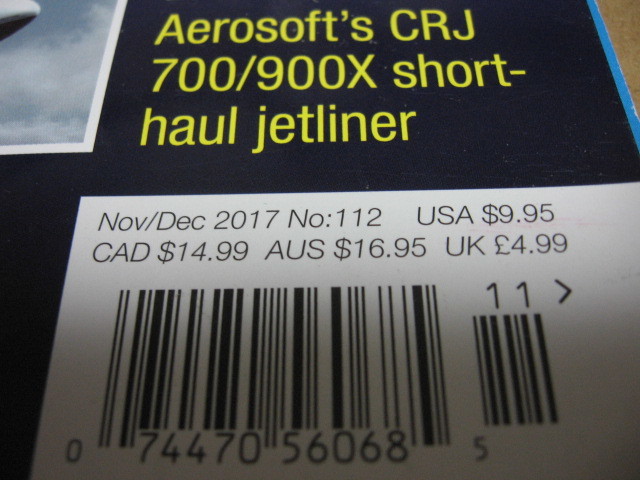 Aerosoft's CRJ
700/900X short-
haul jetliner
Nov/Dec 2017 No:112 USA $9.95
CAD $14.99 AUS $16.95 UK £4.99
11 >
0 74470 56068 5